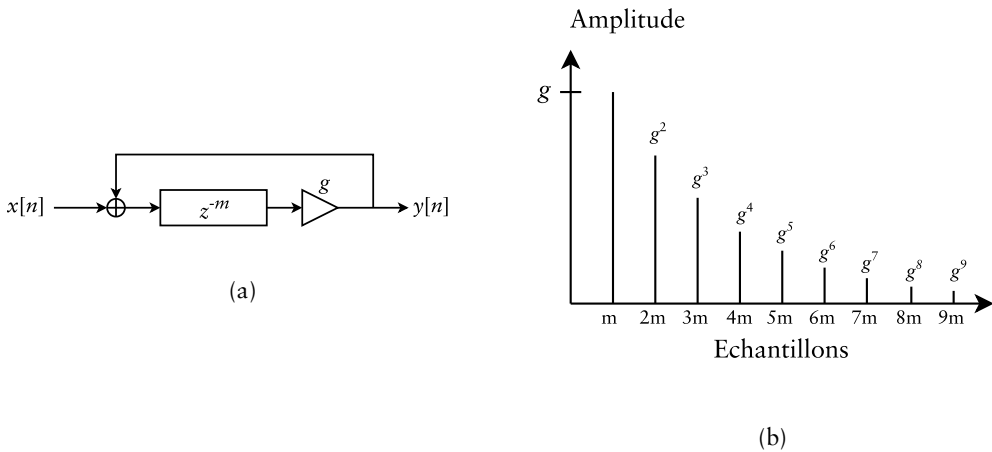 x[n]
z^-m
g
y[n]
(a)
Amplitude
g
g^2
g^3
g^4
g^5
g^6
g^7
g^8
g^9
m 2m 3m 4m 5m 6m 7m 8m 9m
Echantillons
(b)